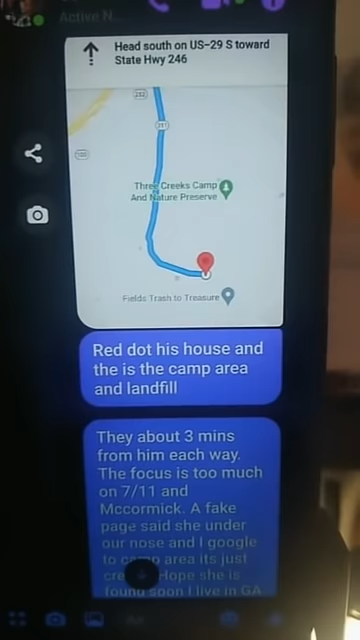 Active N...
Head south on US-29 S toward
State Hwy 246
Three Creeks Camp
And Nature Preserve
Fields Trash to Treasure
Red dot his house and
the is the camp area
and landfill
They about 3 mins
from him each way.
The focus is too much
on 7/11 and
Mccormick. A fake
page said she under
our nose and I google
to camp area its just
Hope she is
found soon I live in GA
Aa